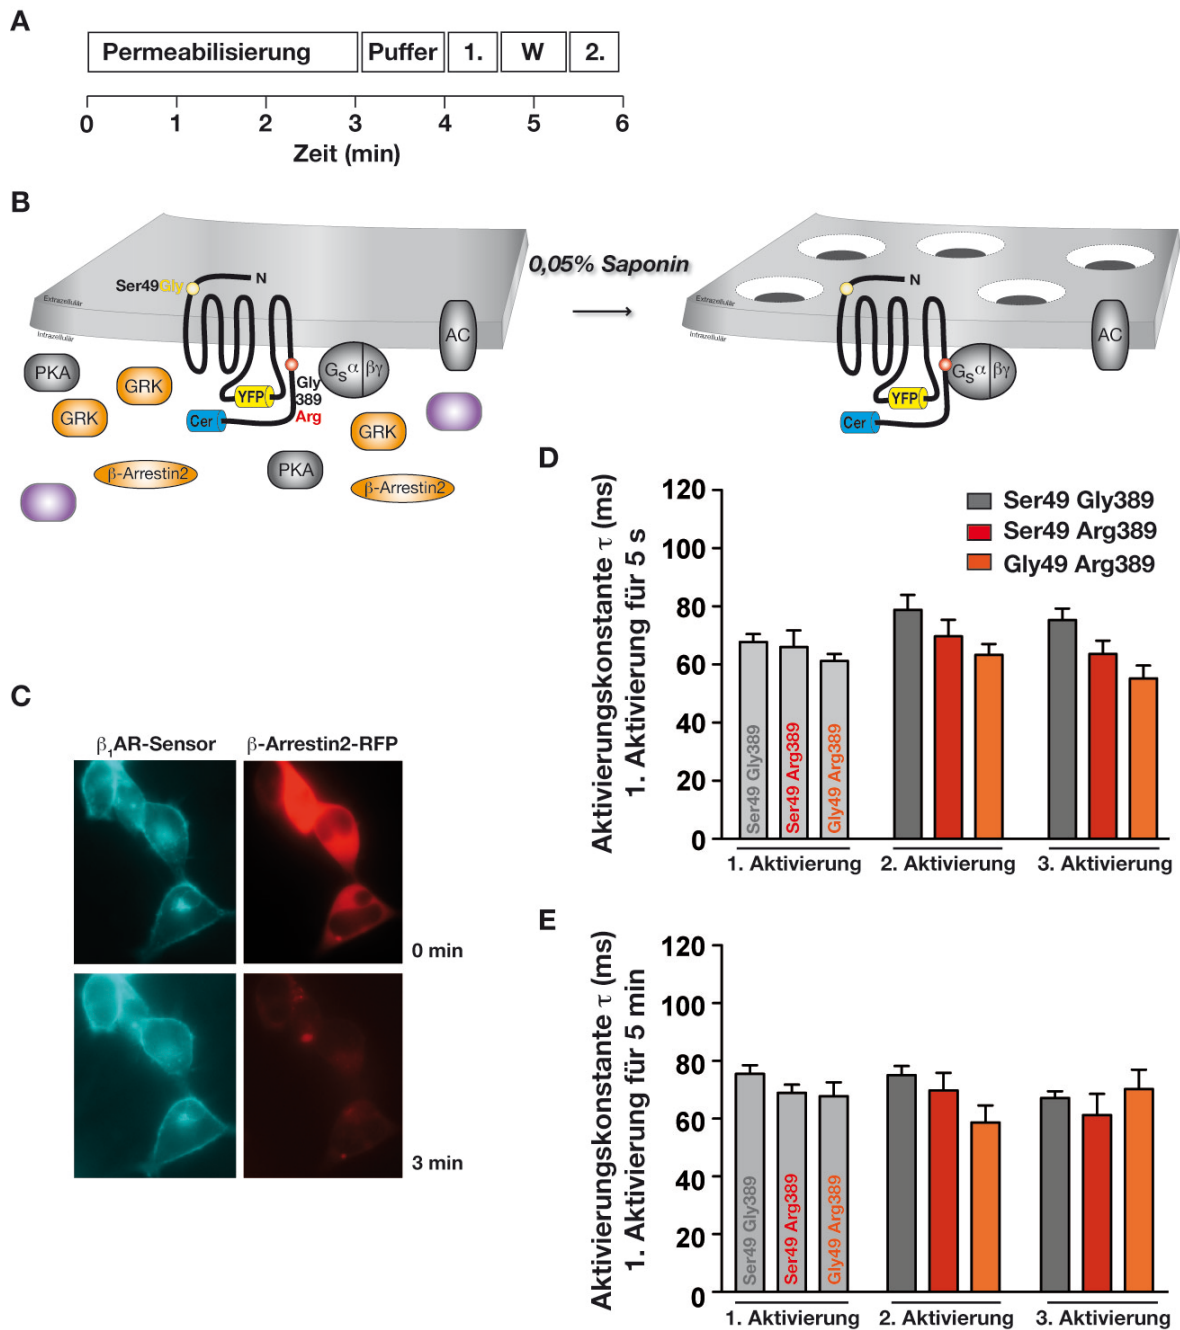 A
Permeabilisierung Puffer 1. W 2.
0 1 2 3 4 5 6
Zeit (min)
B
Ser49Gly
N
Extrazellulär
Intrazellulär
AC
PKA
GRK
GRK
YFP
Cer
Gly
389
Arg
GSα βγ
GRK
β-Arrestin2
PKA
β-Arrestin2
0,05% Saponin
N
Extrazellulär
Intrazellulär
AC
GSα βγ
YFP
Cer
C
β1AR-Sensor β-Arrestin2-RFP
0 min
3 min
D
Aktivierungskonstante τ (ms)
1. Aktivierung für 5 s
120
100
80
60
40
20
0
Ser49 Gly389
Ser49 Arg389
Gly49 Arg389
Ser49 Gly389
Ser49 Arg389
Gly49 Arg389
1. Aktivierung 2. Aktivierung 3. Aktivierung
E
Aktivierungskonstante τ (ms)
1. Aktivierung für 5 min
120
100
80
60
40
20
0
Ser49 Gly389
Ser49 Arg389
Gly49 Arg389
1. Aktivierung 2. Aktivierung 3. Aktivierung